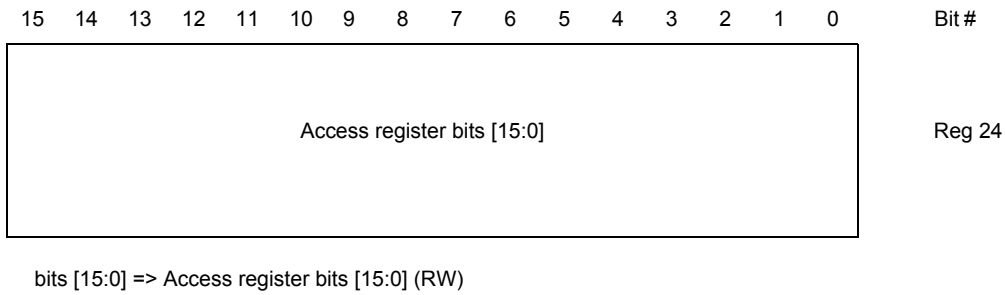 15 14 13 12 11 10 9 8 7 6 5 4 3 2 1 0 Bit #
Access register bits [15:0] Reg 24
bits [15:0] => Access register bits [15:0] (RW)